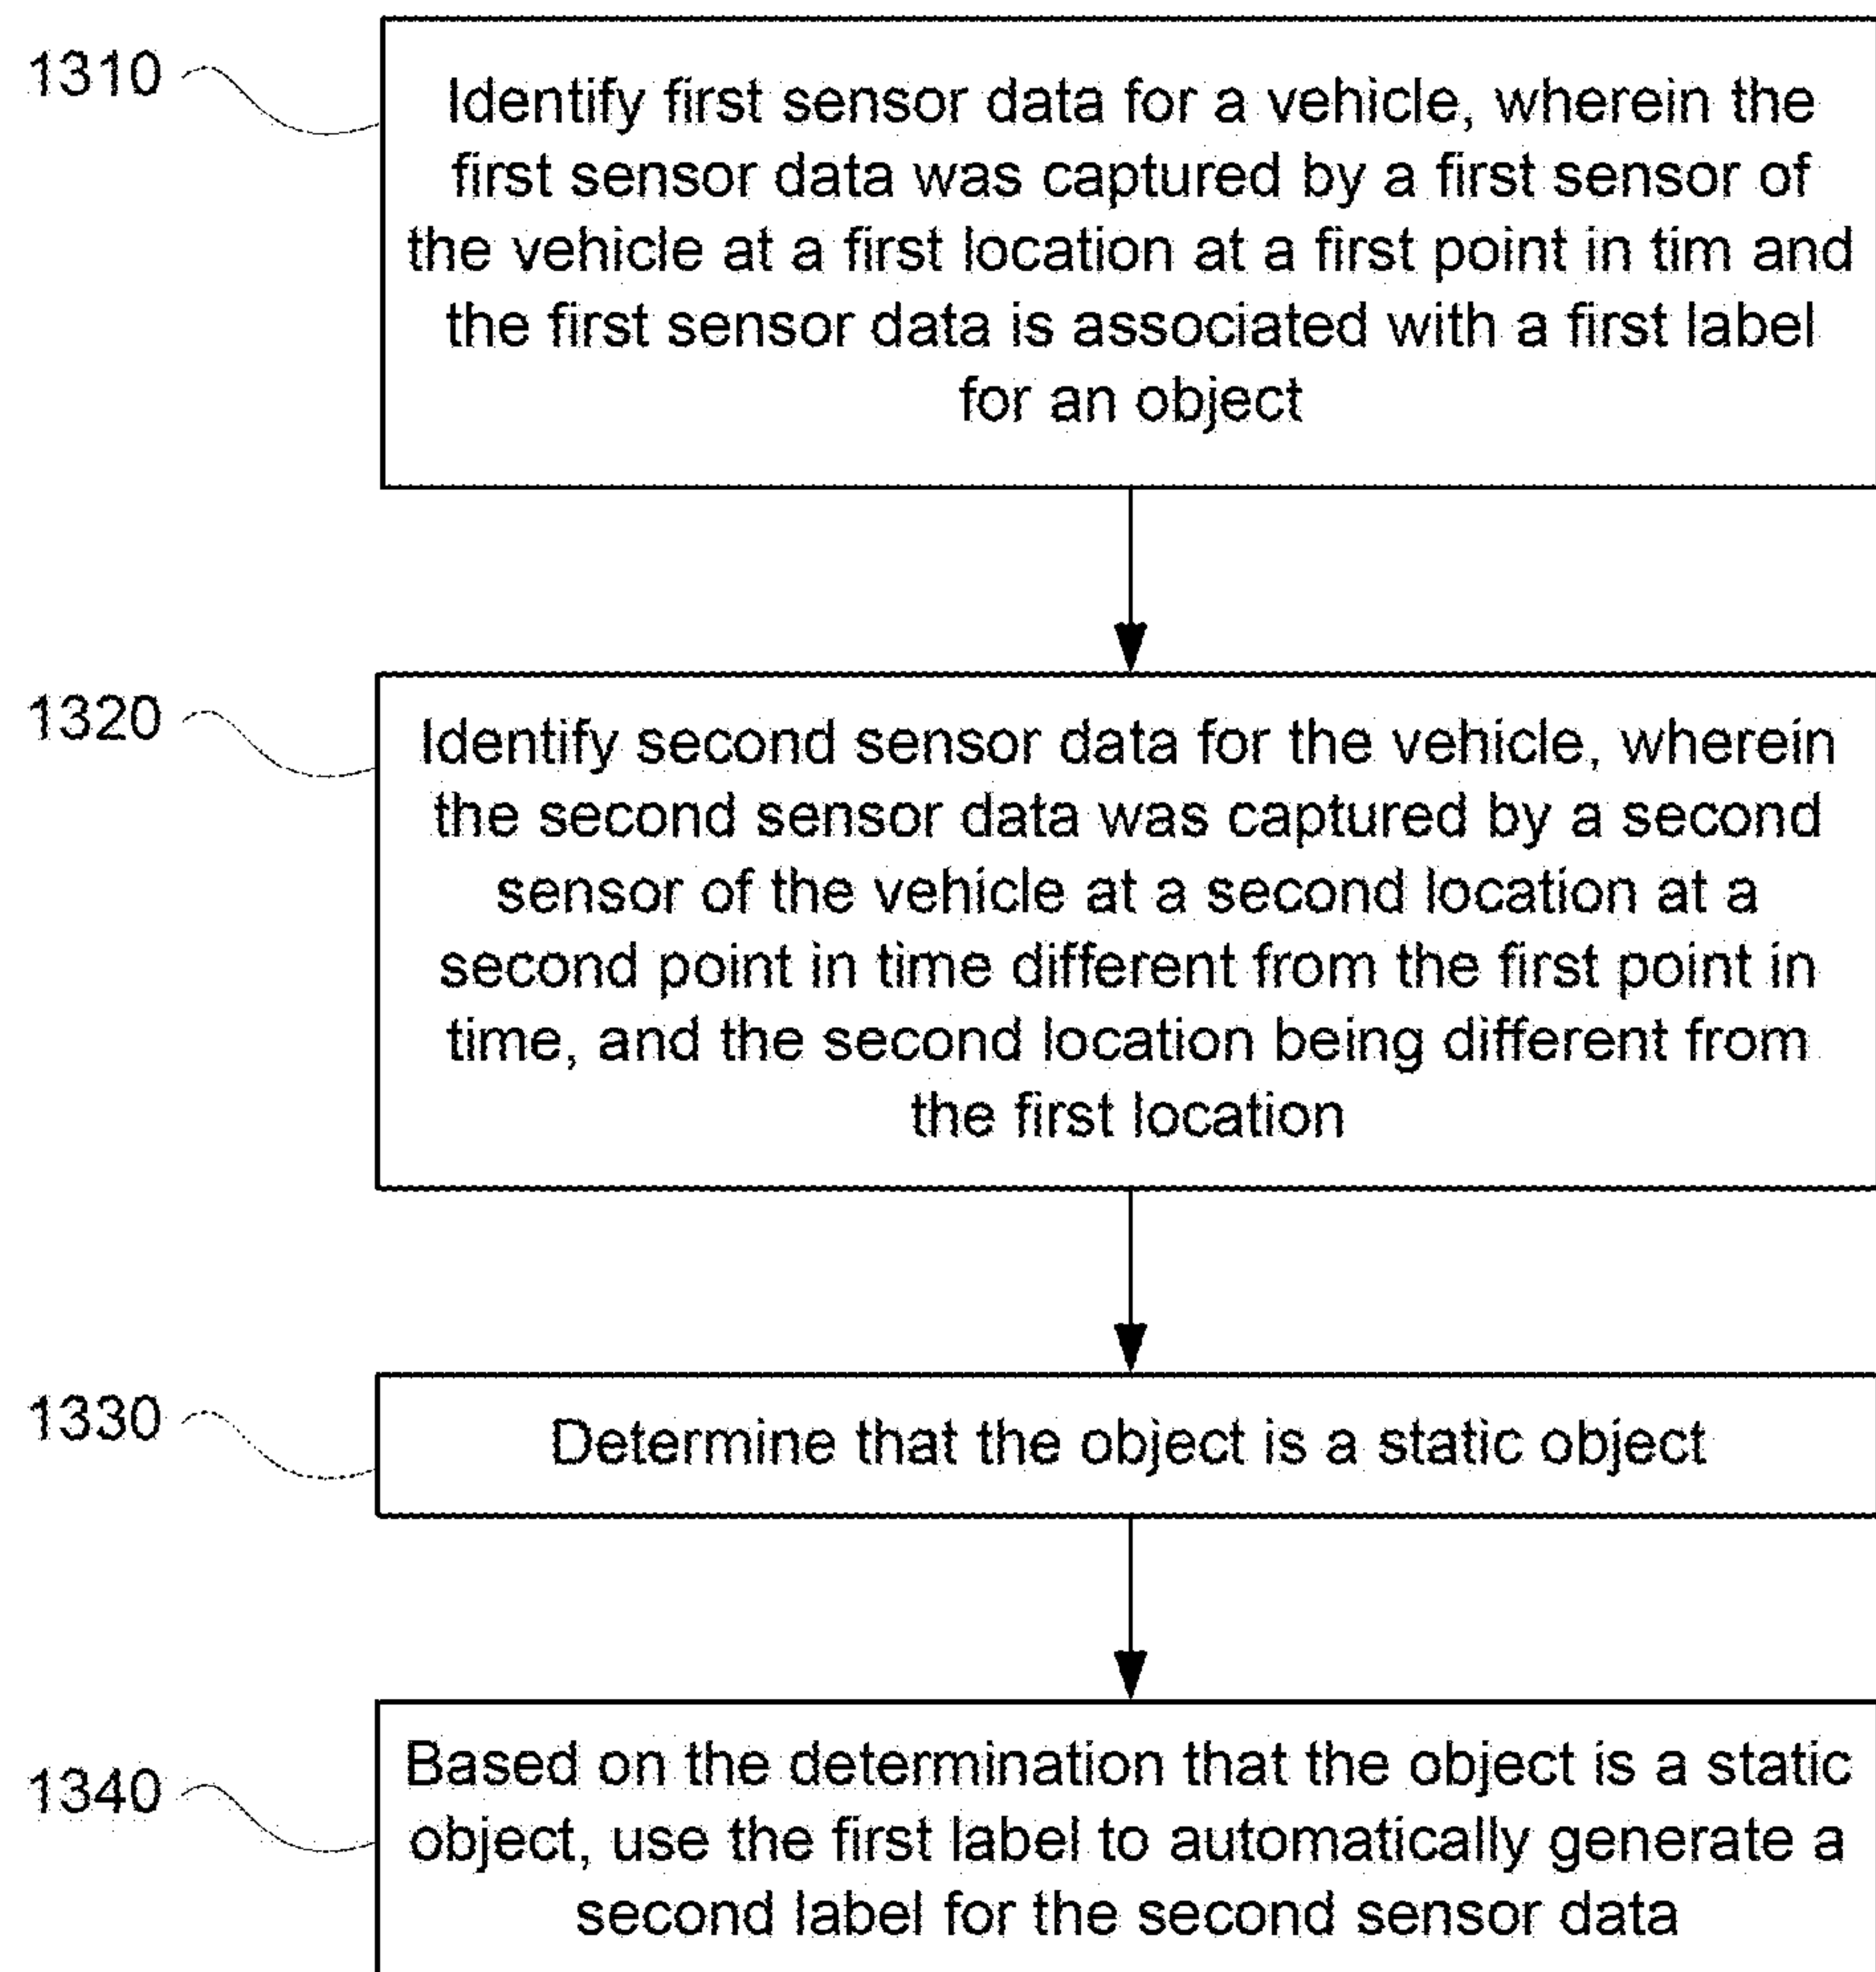 1310
Identify first sensor data for a vehicle, wherein the
first sensor data was captured by a first sensor of
the vehicle at a first location at a first point in tim and
the first sensor data is associated with a first label
for an object
1320
Identify second sensor data for the vehicle, wherein
the second sensor data was captured by a second
sensor of the vehicle at a second location at a
second point in time different from the first point in
time, and the second location being different from
the first location
1330
Determine that the object is a static object
1340
Based on the determination that the object is a static
object, use the first label to automatically generate a
second label for the second sensor data